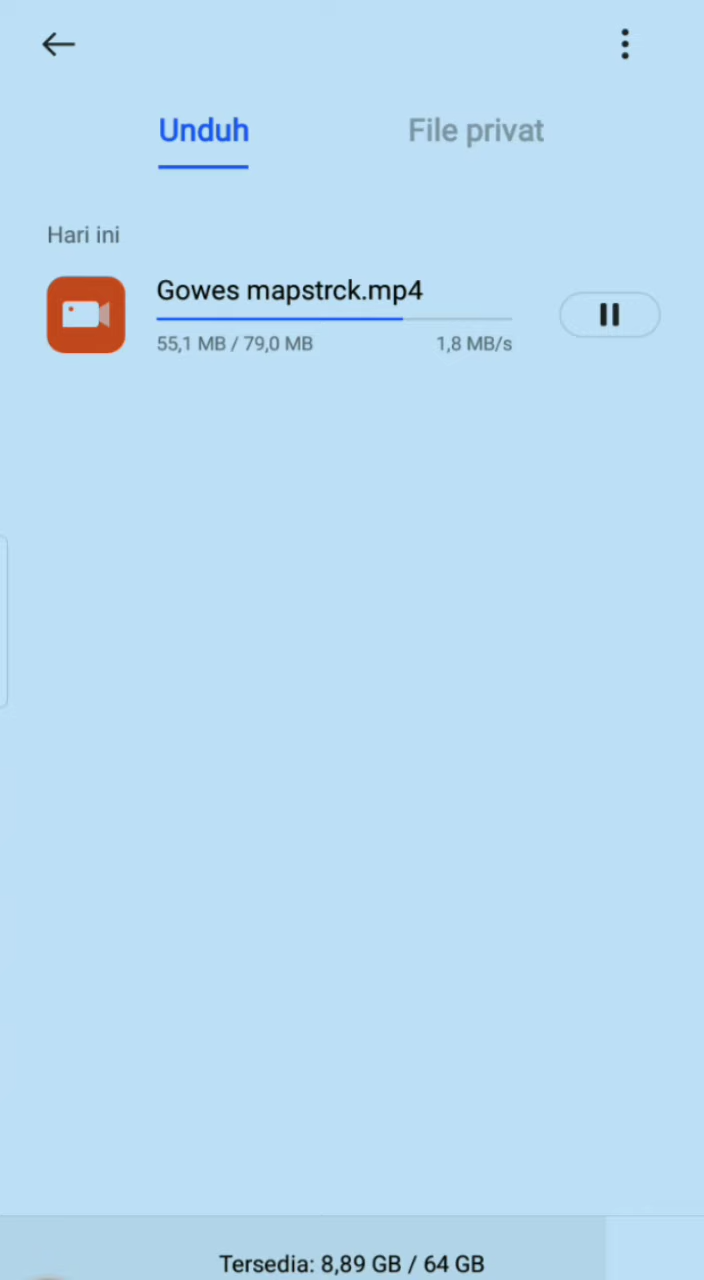 Unduh File privat
Hari ini
Gowes mapstrck.mp4
55,1 MB / 79,0 MB 1,8 MB/s
Tersedia: 8,89 GB / 64 GB